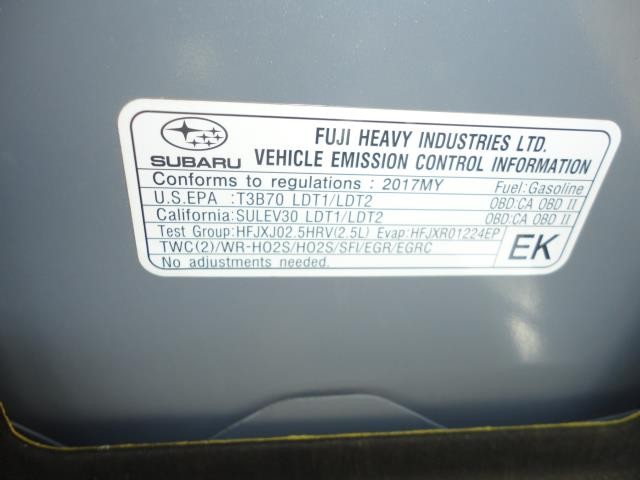 SUBARU
FUJI HEAVY INDUSTRIES LTD.
VEHICLE EMISSION CONTROL INFORMATION
Conforms to regulations : 2017MY Fuel:Gasoline
U.S.EPA :T3B70 LDT1/LDT2 OBD:CA OBD II
California:SULEV30 LDT1/LDT2 OBD:CA OBD II
Test Group:HFJXJ02.5HRV(2.5L) Evap:HFJXR01224EP
TWC(2)/WR-HO2S/HO2S/SFI/EGR/EGRC
No adjustments needed.
EK